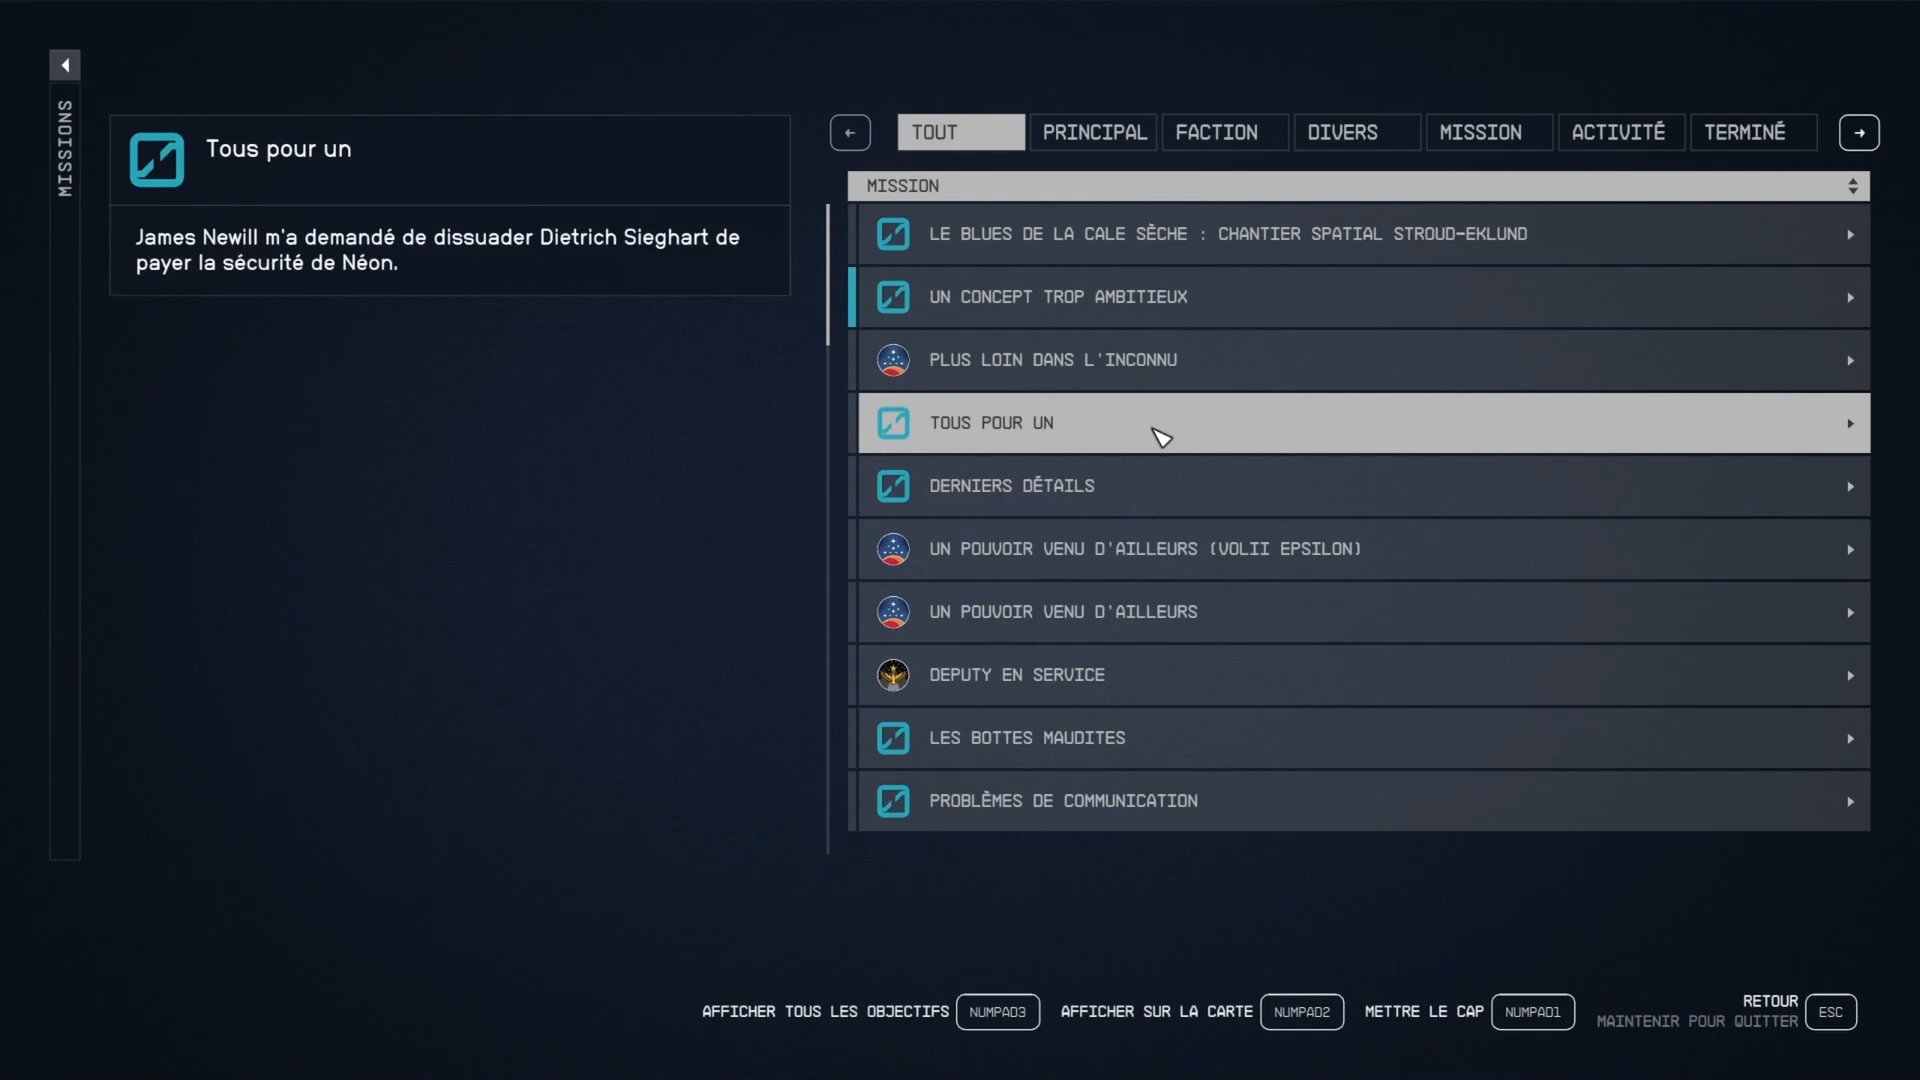 MISSIONS
Tous pour un
James Newill m'a demandé de dissuader Dietrich Sieghart de
payer la sécurité de Néon.
TOUT
PRINCIPAL
FACTION
DIVERS
MISSION
ACTIVITÉ
TERMINÉ
MISSION
LE BLUES DE LA CALE SÈCHE : CHANTIER SPATIAL STROUD-EKLUND
UN CONCEPT TROP AMBITIEUX
PLUS LOIN DANS L'INCONNU
TOUS POUR UN
DERNIERS DÉTAILS
UN POUVOIR VENU D'AILLEURS (VOLII EPSILON)
UN POUVOIR VENU D'AILLEURS
DEPUTY EN SERVICE
LES BOTTES MAUDITES
PROBLÈMES DE COMMUNICATION
AFFICHER TOUS LES OBJECTIFS NUMPAD3
AFFICHER SUR LA CARTE NUMPAD2
METTRE LE CAP NUMPAD1
RETOUR
MAINTENIR POUR QUITTER ESC